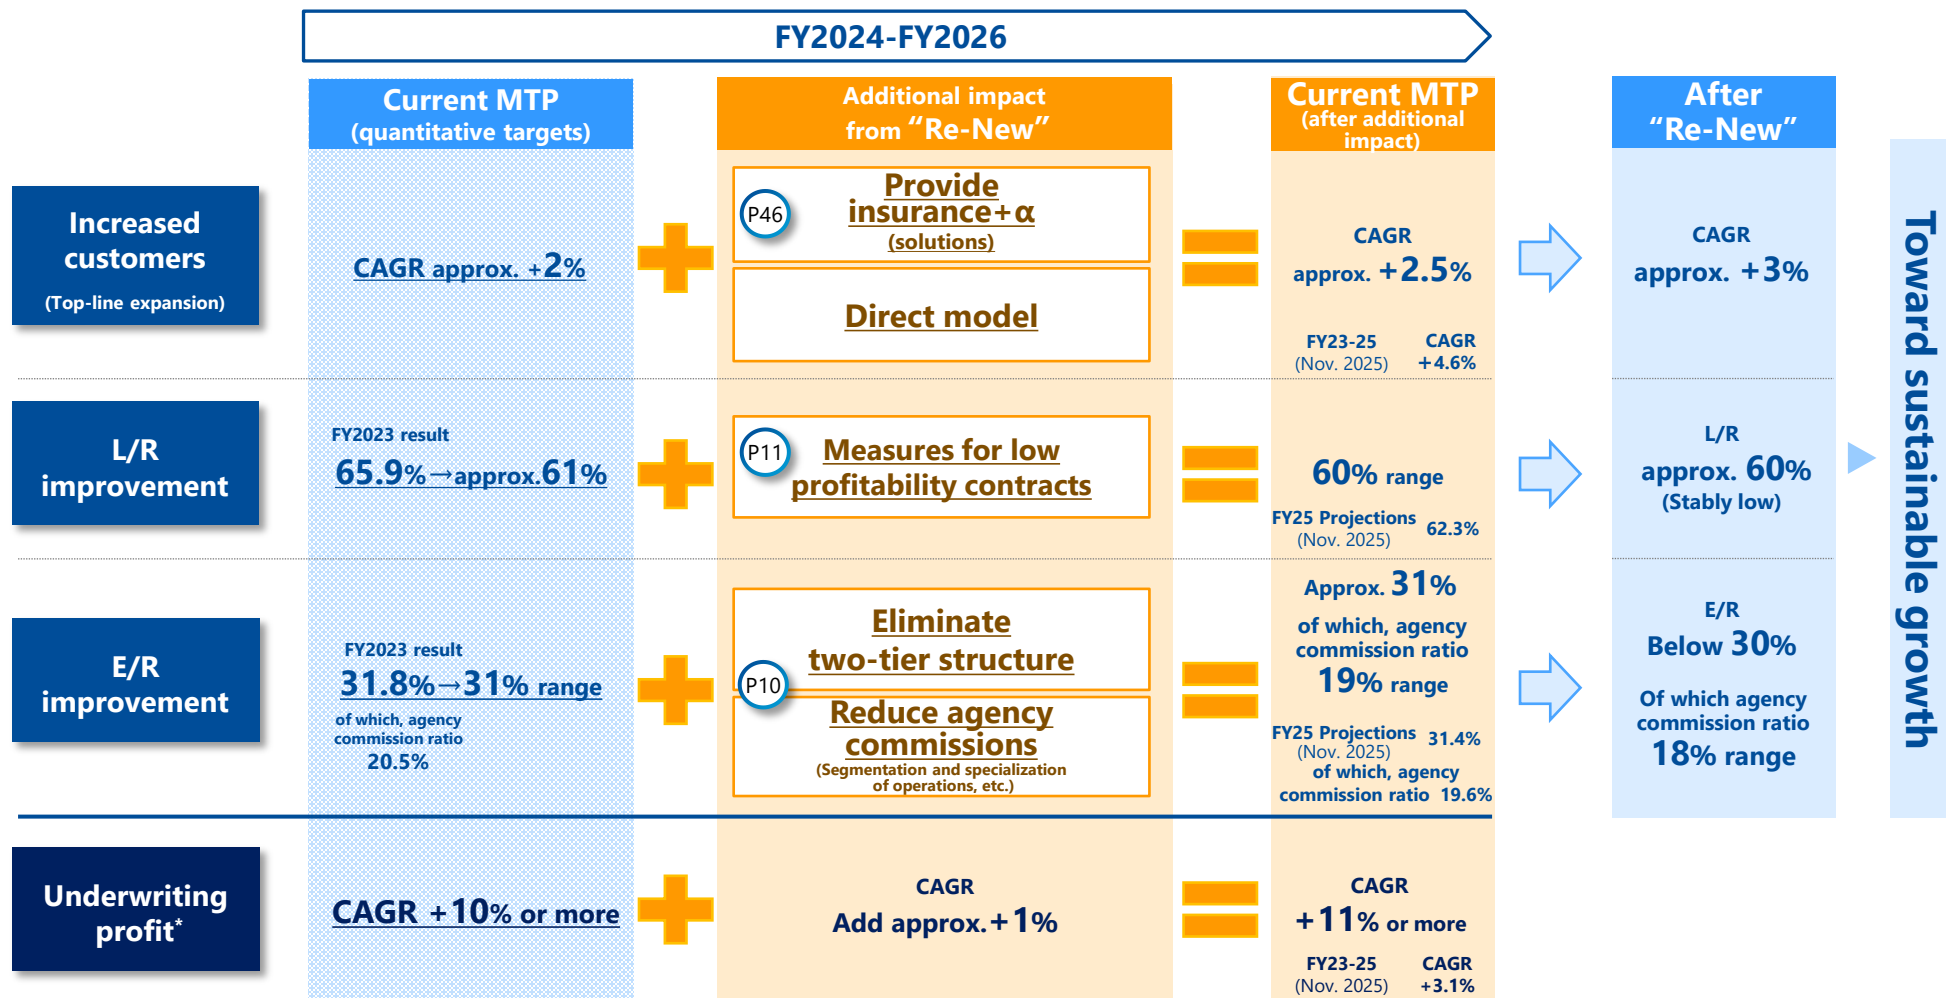 FY2024-FY2026
Current MTP
(quantitative targets)
Additional impact
from “Re-New”
Current MTP
(after additional
impact)
After
“Re-New”
Increased
customers
(Top-line expansion)
CAGR approx. +2%
P46
Provide
insurance+α
(solutions)
Direct model
CAGR
approx. +2.5%
FY23-25 CAGR
(Nov. 2025) +4.6%
CAGR
approx. +3%
L/R
improvement
FY2023 result
65.9%→approx.61%
P11
Measures for low
profitability contracts
60% range
FY25 Projections 62.3%
(Nov. 2025)
L/R
approx. 60%
(Stably low)
E/R
improvement
FY2023 result
31.8%→31% range
of which, agency
commission ratio
20.5%
Eliminate
two-tier structure
P10
Reduce agency
commissions
(Segmentation and specialization
of operations, etc.)
Approx. 31%
of which, agency
commission ratio
19% range
FY25 Projections 31.4%
(Nov. 2025)
of which, agency
commission ratio 19.6%
E/R
Below 30%
Of which agency
commission ratio
18% range
Underwriting
profit*
CAGR +10% or more
CAGR
Add approx.+1%
CAGR
+11% or more
FY23-25 CAGR
(Nov. 2025) +3.1%
Toward sustainable growth